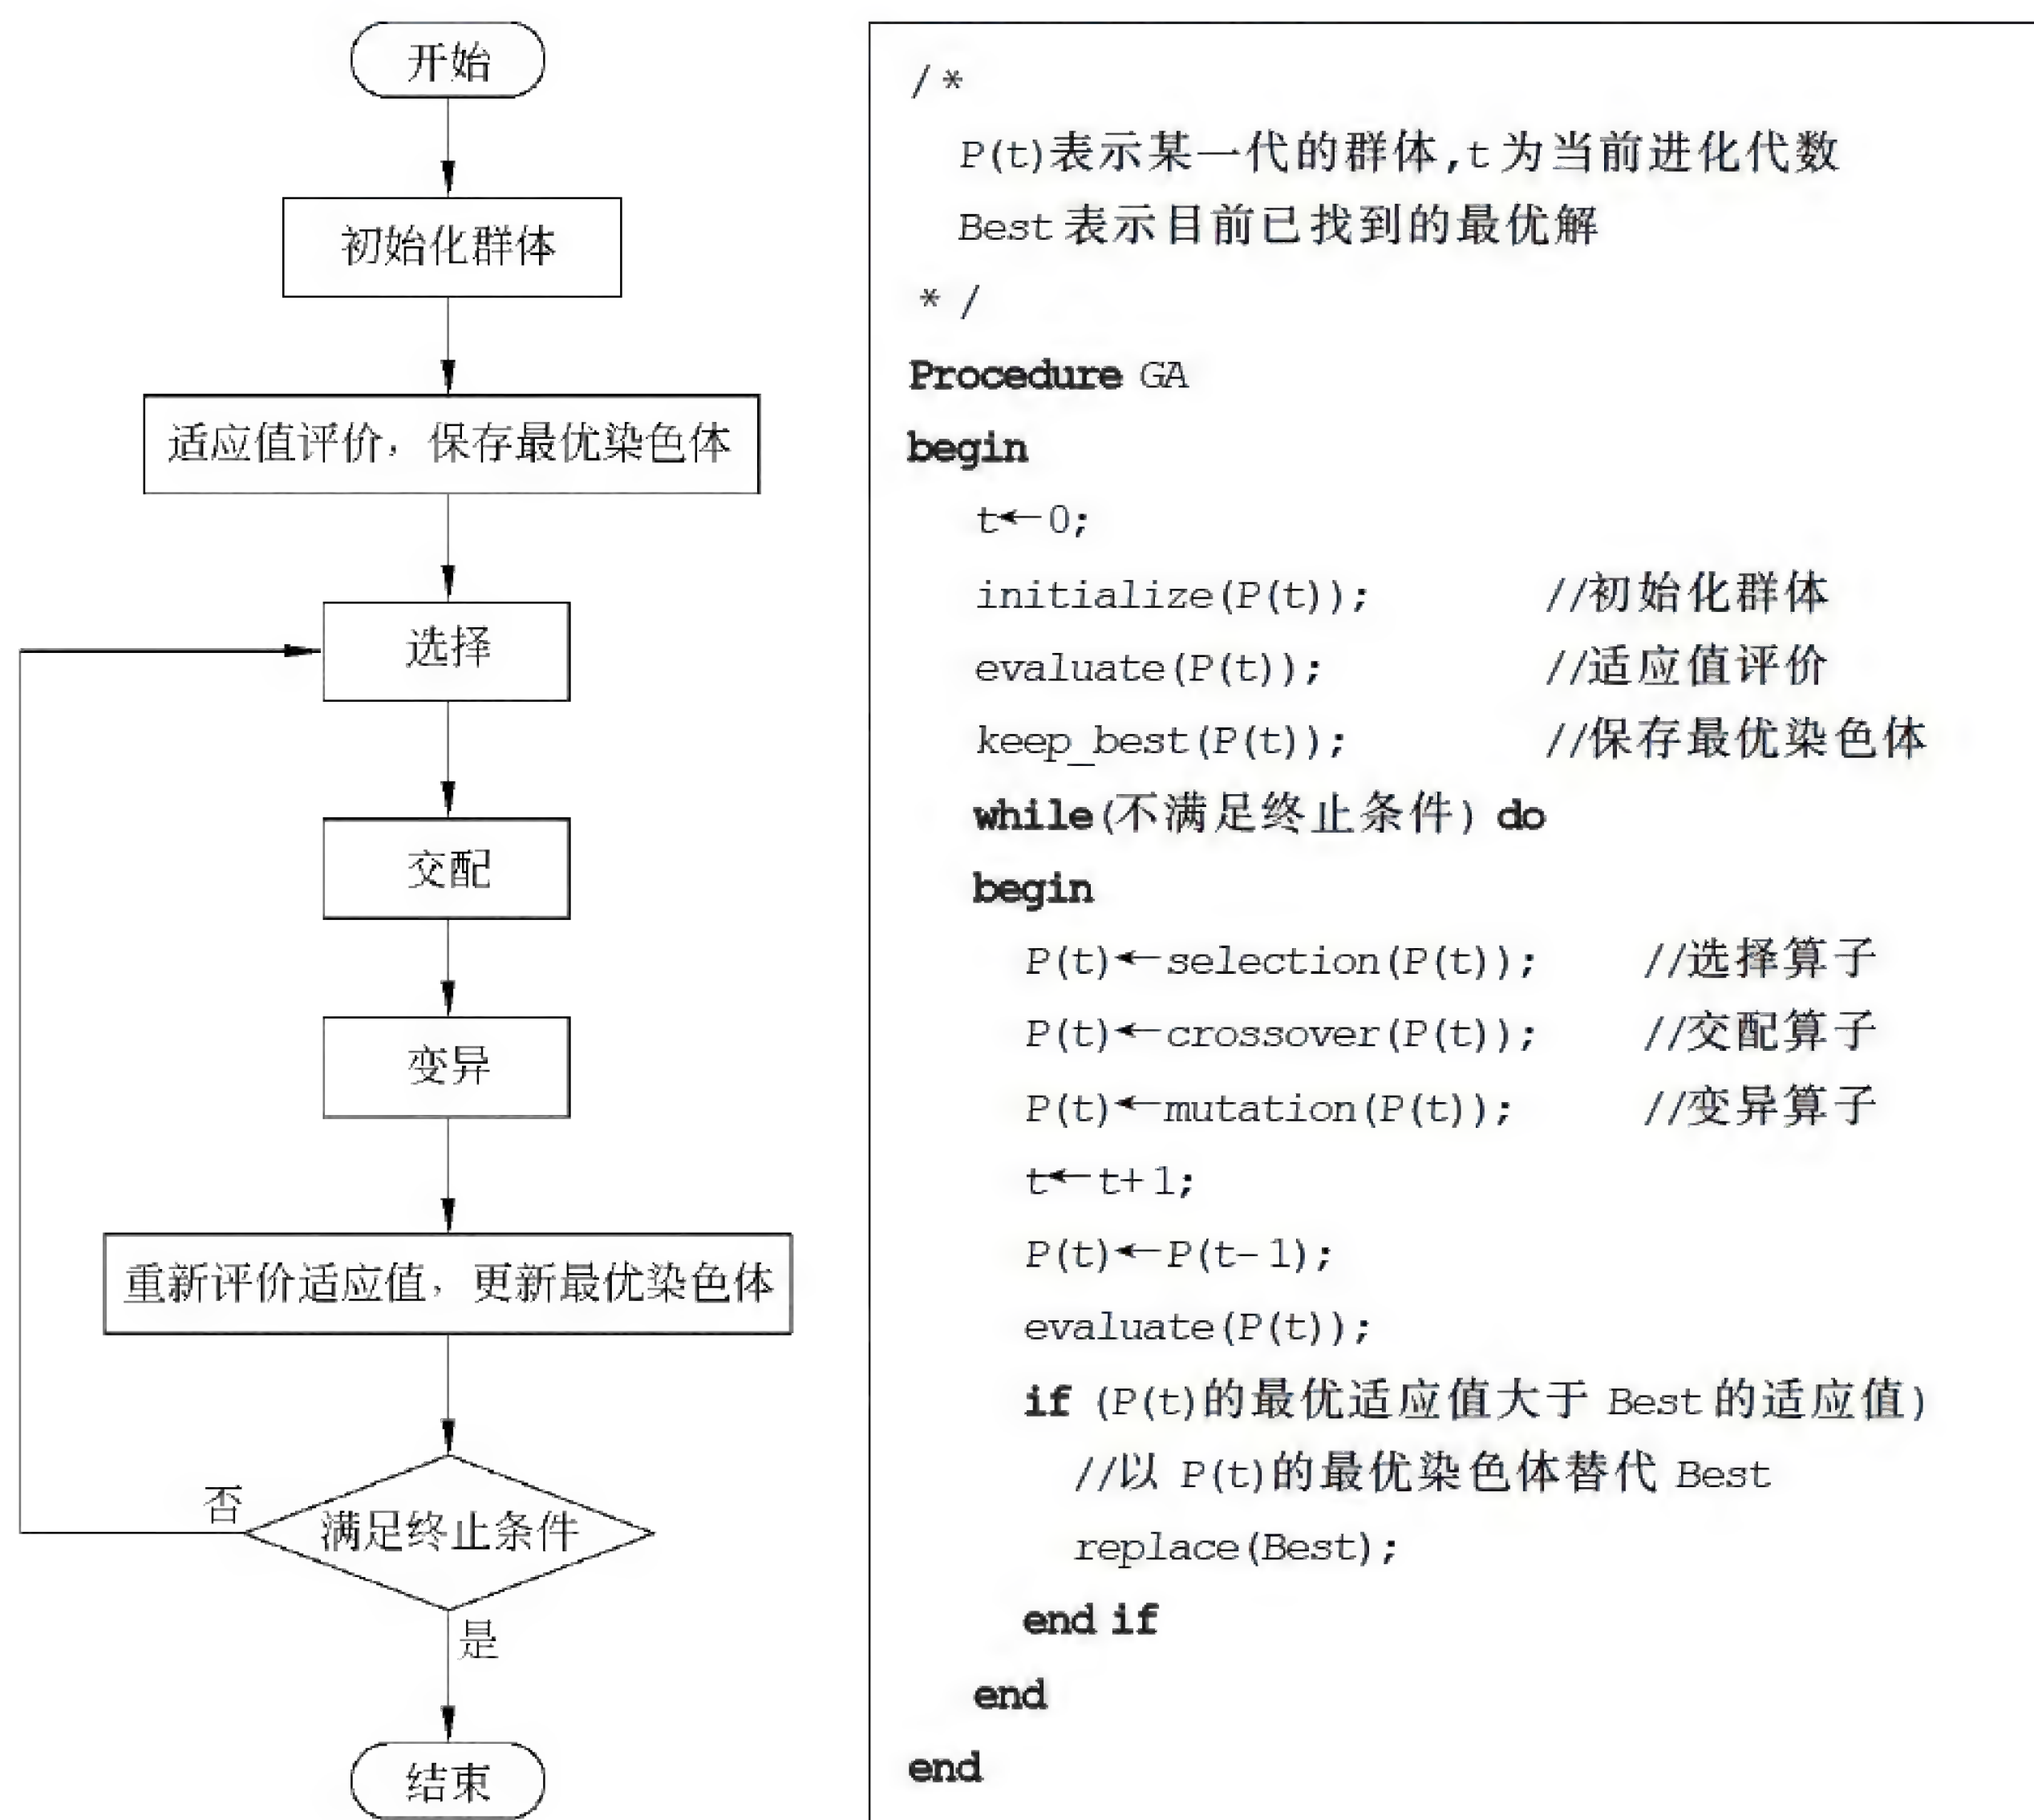 开始
初始化群体
适应值评价，保存最优染色体
选择
交配
变异
重新评价适应值，更新最优染色体
否
满足终止条件
是
结束
/*
P(t)表示某一代的群体,t为当前进化代数
Best表示目前已找到的最优解
*/
Procedure GA
begin
t←0;
initialize(P(t)); //初始化群体
evaluate(P(t)); //适应值评价
keep_best(P(t)); //保存最优染色体
while(不满足终止条件) do
begin
P(t)←selection(P(t)); //选择算子
P(t)←crossover(P(t)); //交配算子
P(t)←mutation(P(t)); //变异算子
t←t+1;
P(t)←P(t-1);
evaluate(P(t));
if (P(t)的最优适应值大于 Best的适应值)
//以 P(t)的最优染色体替代 Best
replace(Best);
end if
end
end